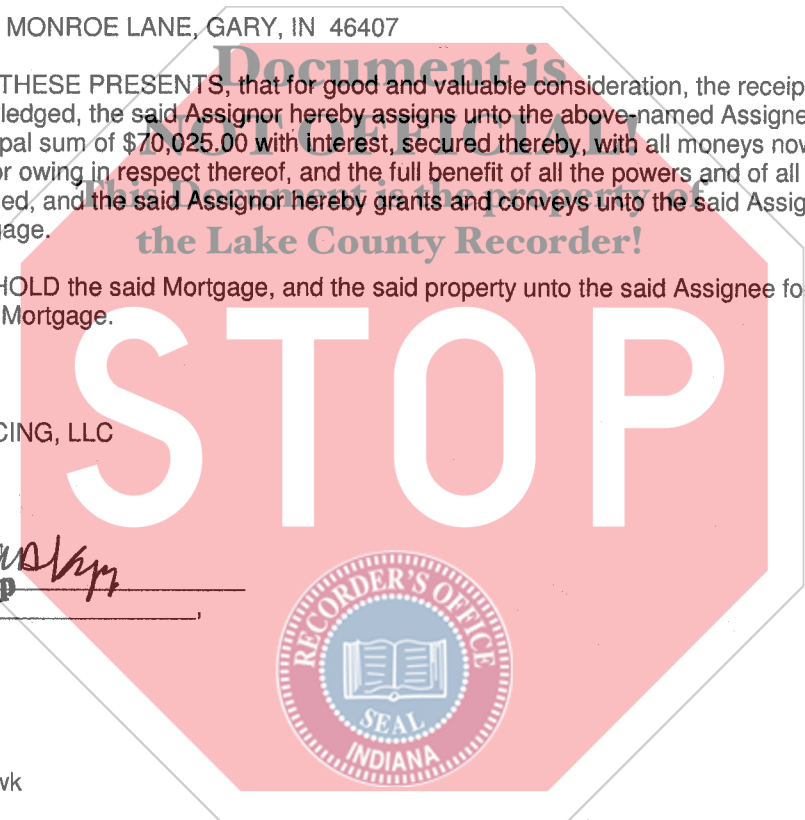 MONROE LANE, GARY, IN 46407
Document is
THESE PRESENTS, that for good and valuable consideration, the receip
ledged, the said Assignor hereby assigns unto the above-named Assigne
NOT OFFICIAL!
pal sum of $70,025.00 with interest, secured thereby, with all moneys now
or owing in respect thereof, and the full benefit of all the powers and of all
This Document is the property of
ed, and the said Assignor hereby grants and conveys unto the said Assig
gage.
the Lake County Recorder!
HOLD the said Mortgage, and the said property unto the said Assignee fo
Mortgage.
STOP
CING, LLC
p
RECORDER'S OFFICE
SEAL
INDIANA
wk